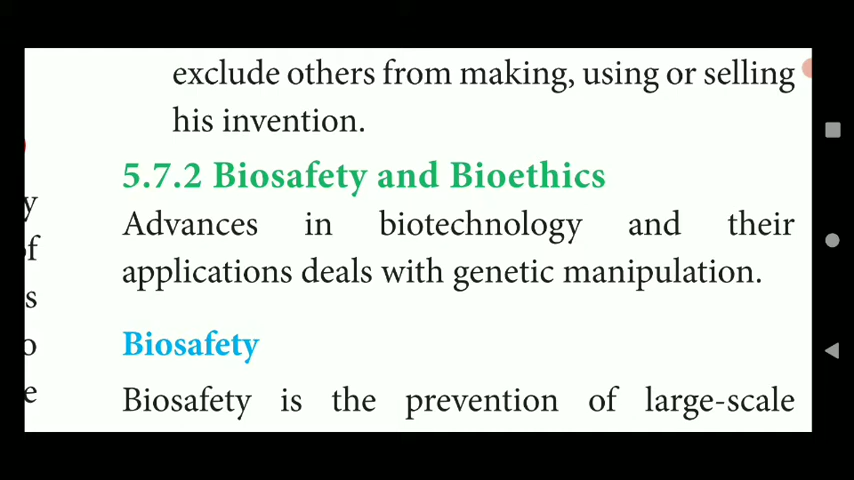 exclude others from making, using or selling
his invention.
5.7.2 Biosafety and Bioethics
Advances in biotechnology and their
applications deals with genetic manipulation.
Biosafety
Biosafety is the prevention of large-scale
y
of
s
o
e